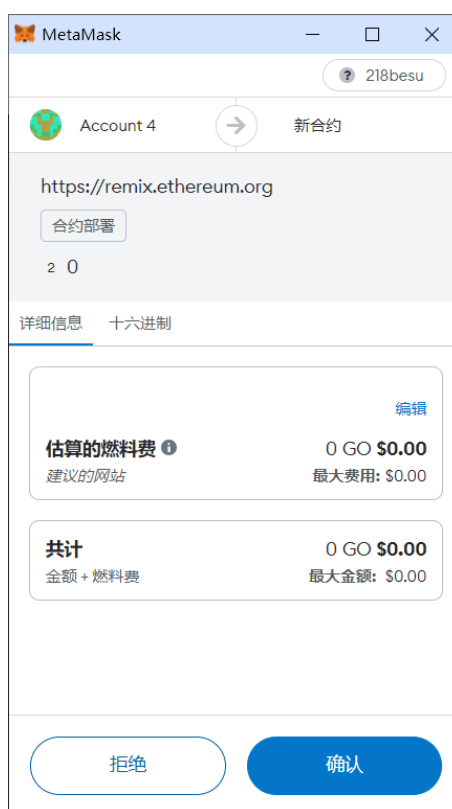 MetaMask
? 218besu
Account 4
新合约
https://remix.ethereum.org
合约部署
2 0
详细信息 十六进制
编辑
估算的燃料费 0 GO $0.00
建议的网站 最大费用: $0.00
共计 0 GO $0.00
金额 + 燃料费 最大金额: $0.00
拒绝 确认